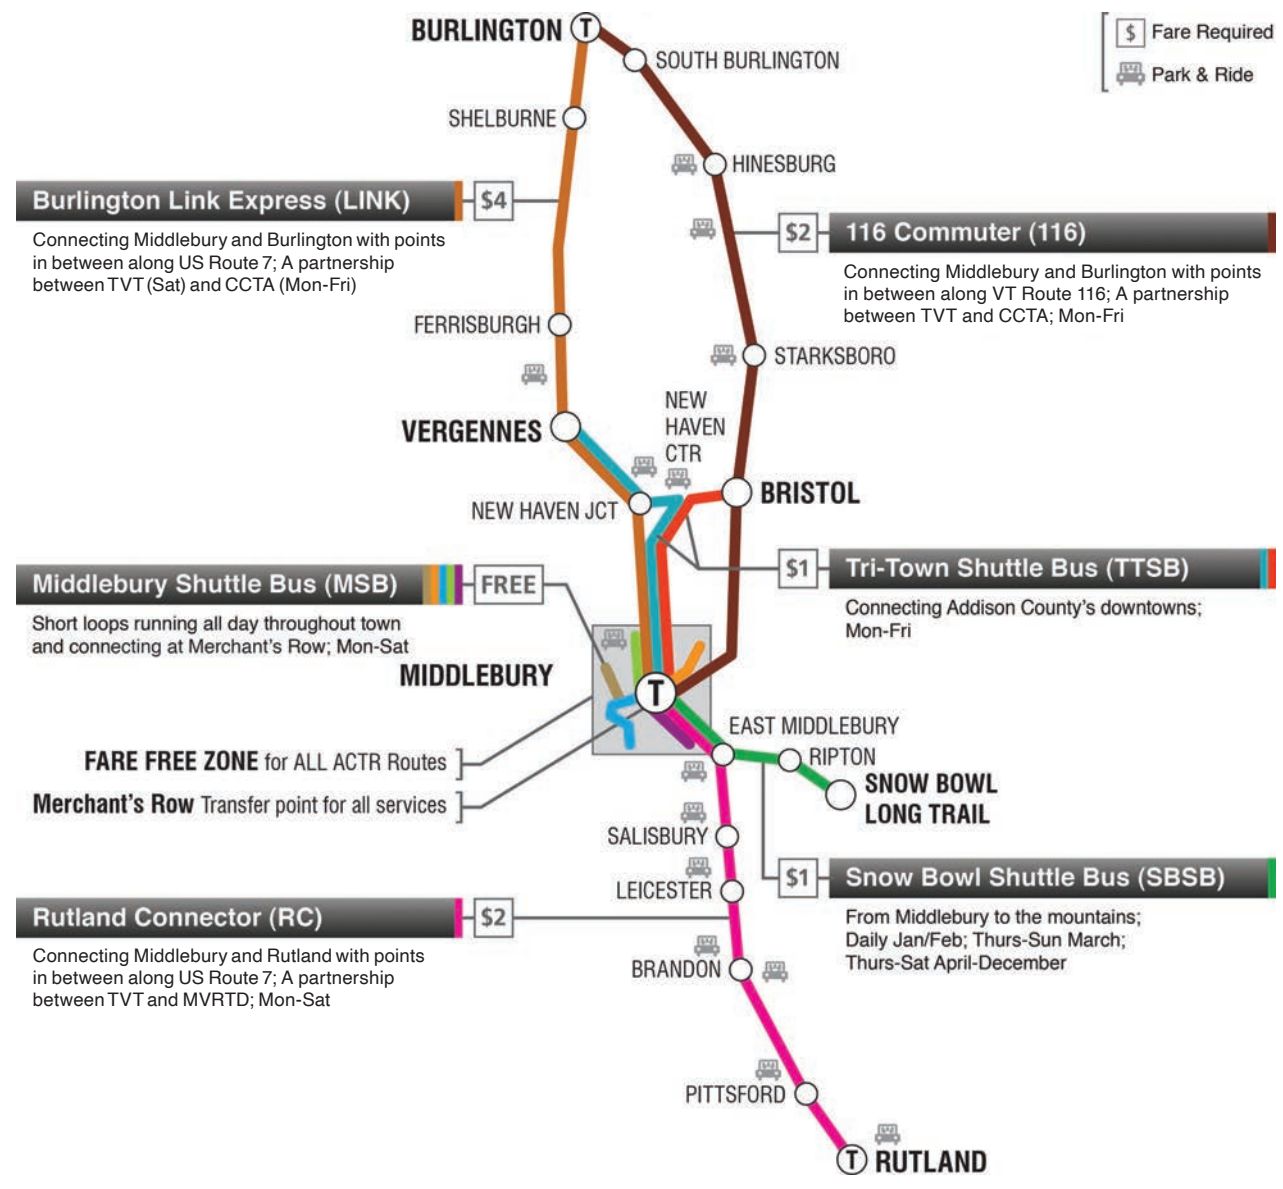 BURLINGTON
T
SOUTH BURLINGTON
$ Fare Required
Park & Ride
SHELBURNE
HINESBURG
Burlington Link Express (LINK)
$4
Connecting Middlebury and Burlington with points
in between along US Route 7; A partnership
between TVT (Sat) and CCTA (Mon-Fri)
$2
116 Commuter (116)
Connecting Middlebury and Burlington with points
in between along VT Route 116; A partnership
between TVT and CCTA; Mon-Fri
FERRISBURGH
STARKSBORO
NEW
HAVEN
CTR
VERGENNES
BRISTOL
NEW HAVEN JCT
Middlebury Shuttle Bus (MSB)
FREE
Short loops running all day throughout town
and connecting at Merchant's Row; Mon-Sat
$1
Tri-Town Shuttle Bus (TTSB)
Connecting Addison County's downtowns;
Mon-Fri
MIDDLEBURY
T
EAST MIDDLEBURY
RIPTON
SNOW BOWL
LONG TRAIL
FARE FREE ZONE for ALL ACTR Routes
Merchant's Row Transfer point for all services
SALISBURY
LEICESTER
$1
Snow Bowl Shuttle Bus (SBSB)
From Middlebury to the mountains;
Daily Jan/Feb; Thurs-Sun March;
Thurs-Sat April-December
Rutland Connector (RC)
$2
Connecting Middlebury and Rutland with points
in between along US Route 7; A partnership
between TVT and MVRTD; Mon-Sat
BRANDON
PITTSFORD
T
RUTLAND